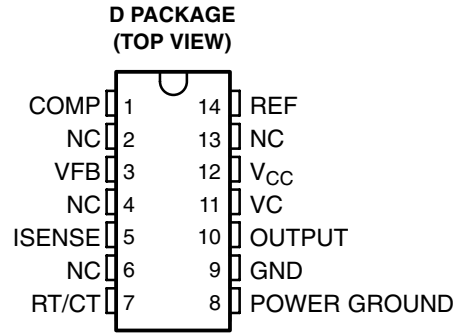 D PACKAGE
(TOP VIEW)
COMP 1 14 REF
NC 2 13 NC
VFB 3 12 VCC
NC 4 11 VC
ISENSE 5 10 OUTPUT
NC 6 9 GND
RT/CT 7 8 POWER GROUND